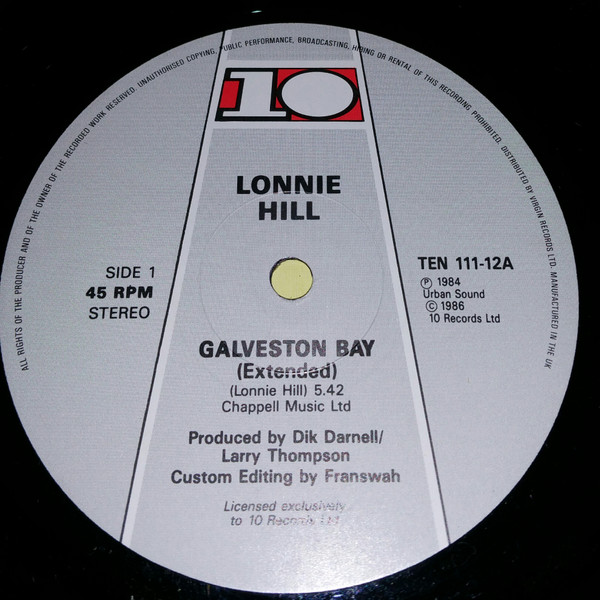 ALL RIGHTS OF THE PRODUCER AND OF THE OWNER OF THE RECORDED WORK RESERVED. UNAUTHORISED COPYING, PUBLIC PERFORMANCE, BROADCASTING, HIRING OR RENTAL OF THIS RECORDING PROHIBITED. DISTRIBUTED BY VIRGIN RECORDS LTD. MANUFACTURED IN THE UK
10
LONNIE
HILL
SIDE 1
45 RPM
STEREO
TEN 111-12A
Ⓟ 1984
Urban Sound
© 1986
10 Records Ltd
GALVESTON BAY
(Extended)
(Lonnie Hill) 5.42
Chappell Music Ltd
Produced by Dik Darnell/
Larry Thompson
Custom Editing by Franswah
Licensed exclusively
to 10 Records Ltd